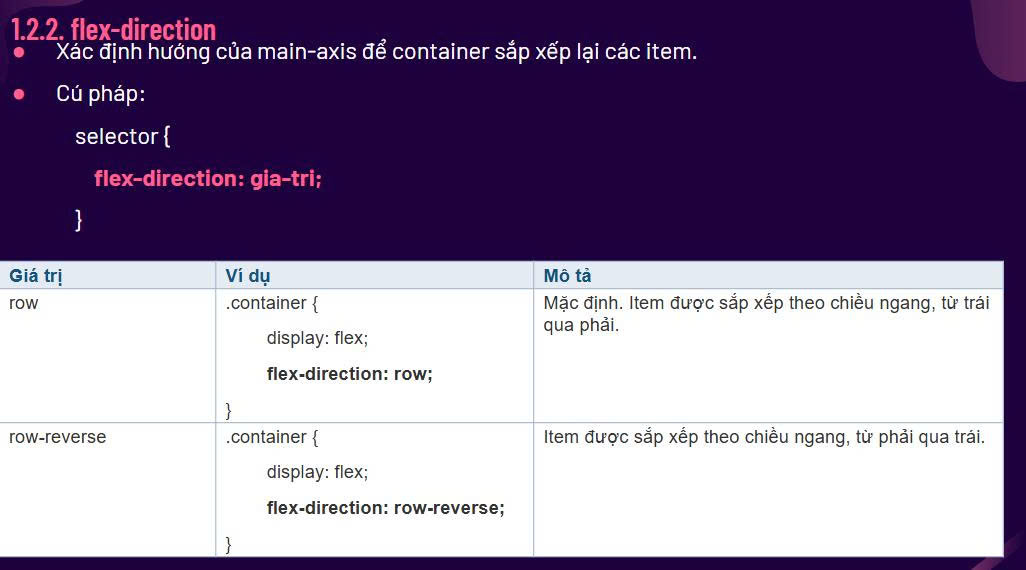 1.2.2. flex-direction
Xác định hướng của main-axis để container sắp xếp lại các item.
Cú pháp:
selector {
flex-direction: gia-tri;
}
Giá trị
Ví dụ
Mô tả
row
.container {
display: flex;
flex-direction: row;
}
Mặc định. Item được sắp xếp theo chiều ngang, từ trái
qua phải.
row-reverse
.container {
display: flex;
flex-direction: row-reverse;
}
Item được sắp xếp theo chiều ngang, từ phải qua trái.